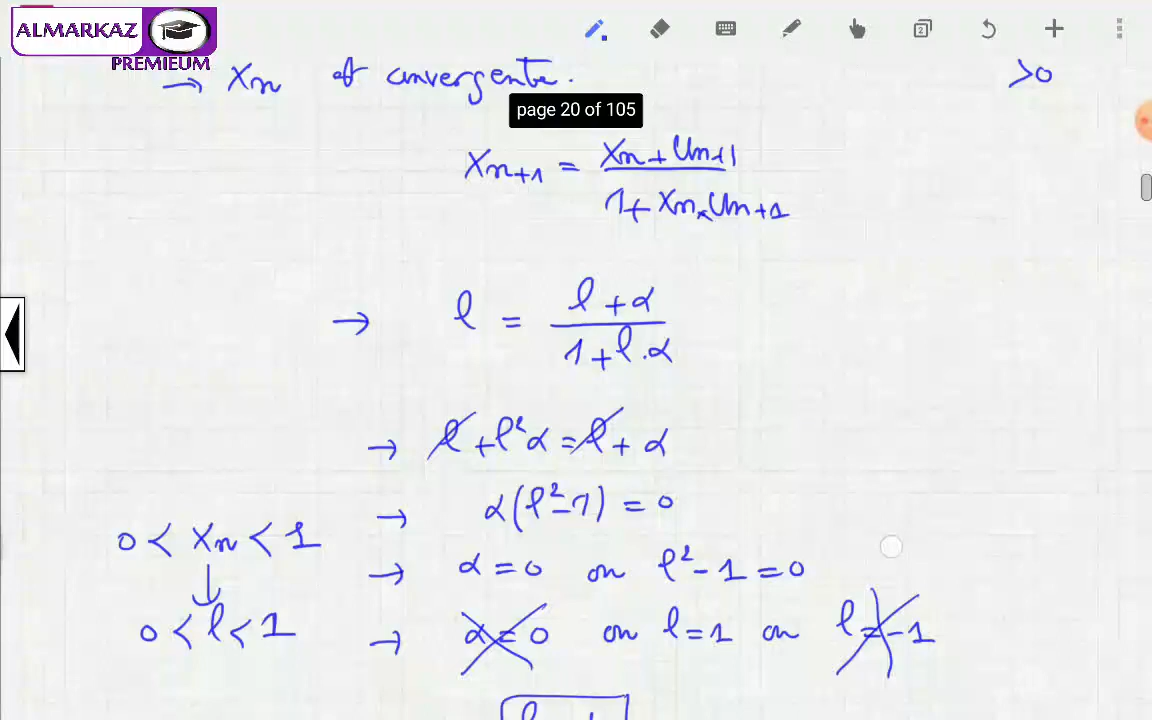 ALMARKAZ
PREMIEUM
→ Xn est convergente.
>0
page 20 of 105
Xn+1 = (Xn + Un+1) / (1 + Xn × Un+1)
→ l = (l + α) / (1 + l.α)
→ l + l²α = l + α
→ α(l² - 1) = 0
0 < Xn < 1
→ α = 0 ou l² - 1 = 0
↓
0 < l < 1
→ α = 0 ou l = 1 ou l = -1